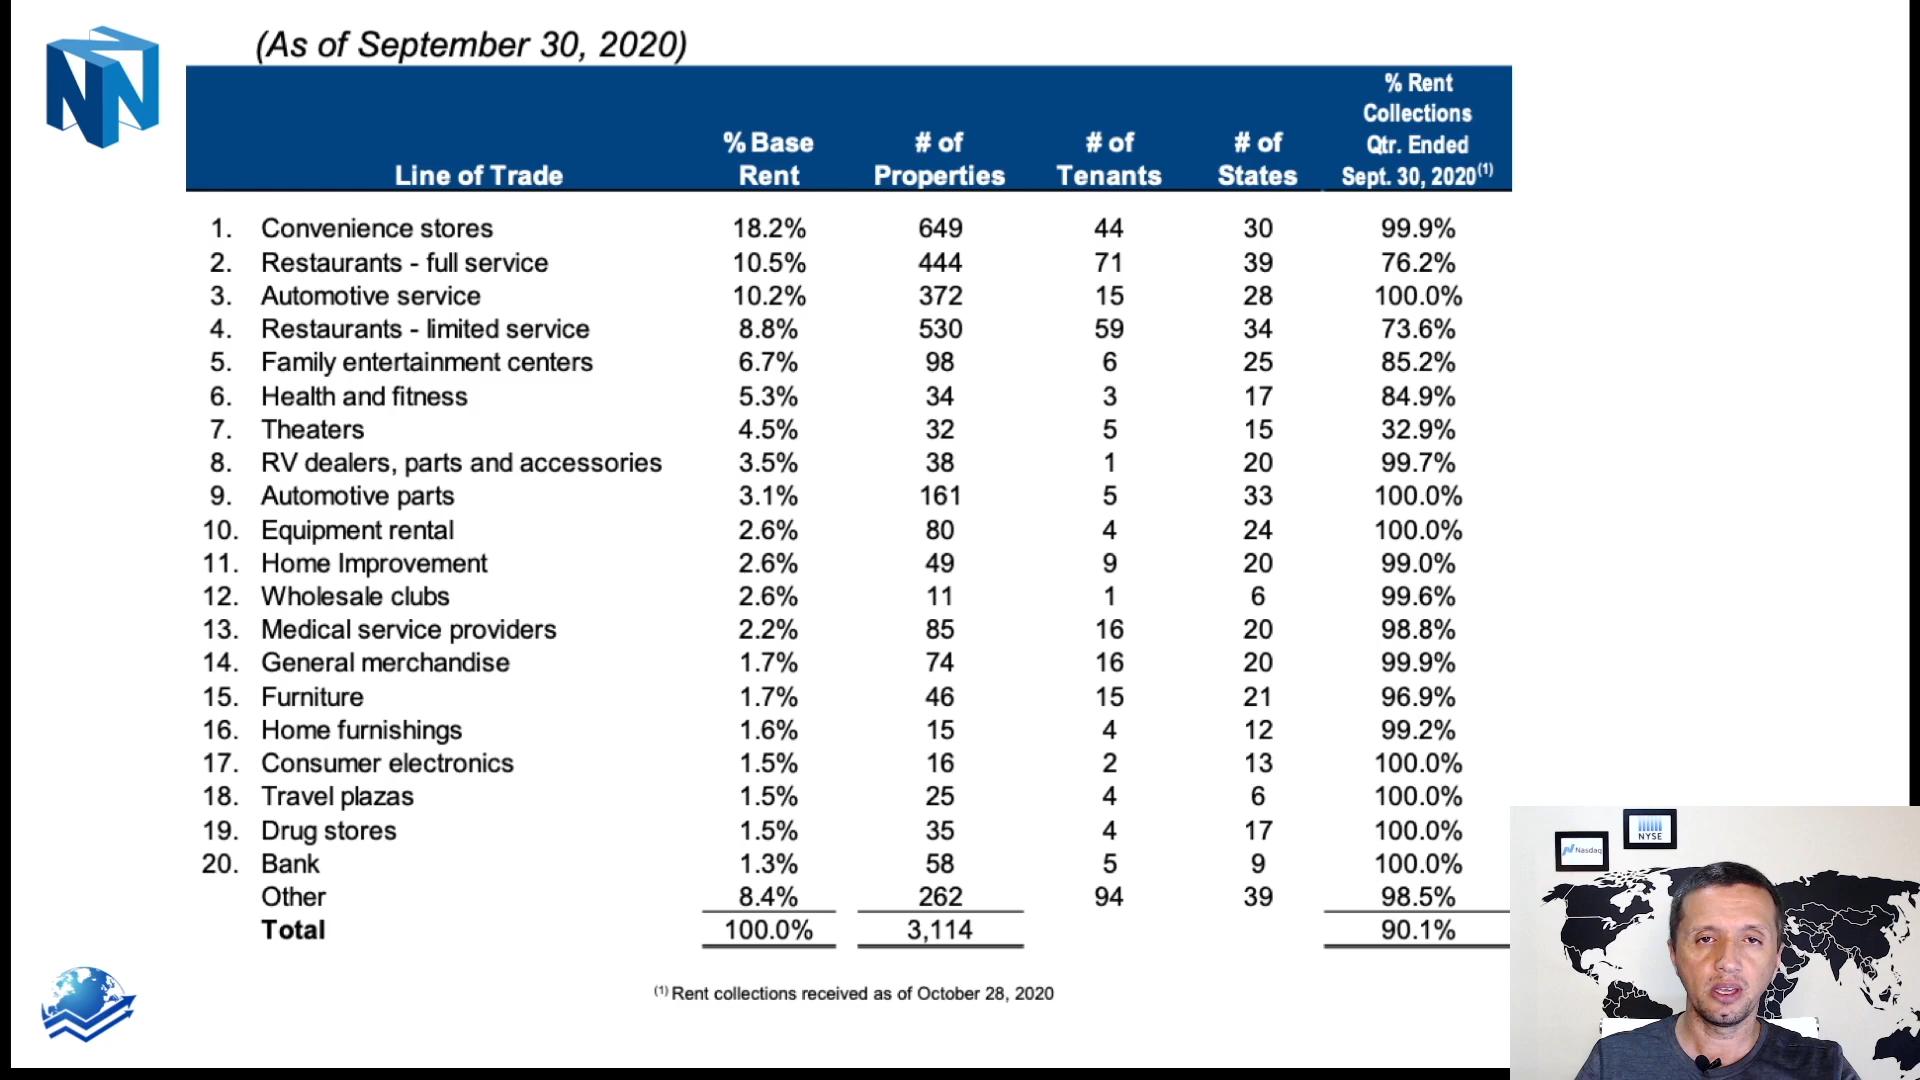 (As of September 30, 2020)
Line of Trade % Base Rent # of Properties # of Tenants # of States % Rent Collections Qtr. Ended Sept. 30, 2020(1)
1. Convenience stores 18.2% 649 44 30 99.9%
2. Restaurants - full service 10.5% 444 71 39 76.2%
3. Automotive service 10.2% 372 15 28 100.0%
4. Restaurants - limited service 8.8% 530 59 34 73.6%
5. Family entertainment centers 6.7% 98 6 25 85.2%
6. Health and fitness 5.3% 34 3 17 84.9%
7. Theaters 4.5% 32 5 15 32.9%
8. RV dealers, parts and accessories 3.5% 38 1 20 99.7%
9. Automotive parts 3.1% 161 5 33 100.0%
10. Equipment rental 2.6% 80 4 24 100.0%
11. Home Improvement 2.6% 49 9 20 99.0%
12. Wholesale clubs 2.6% 11 1 6 99.6%
13. Medical service providers 2.2% 85 16 20 98.8%
14. General merchandise 1.7% 74 16 20 99.9%
15. Furniture 1.7% 46 15 21 96.9%
16. Home furnishings 1.6% 15 4 12 99.2%
17. Consumer electronics 1.5% 16 2 13 100.0%
18. Travel plazas 1.5% 25 4 6 100.0%
19. Drug stores 1.5% 35 4 17 100.0%
20. Bank 1.3% 58 5 9 100.0%
Other 8.4% 262 94 39 98.5%
Total 100.0% 3,114 90.1%
(1) Rent collections received as of October 28, 2020
NYSE
Nasdaq